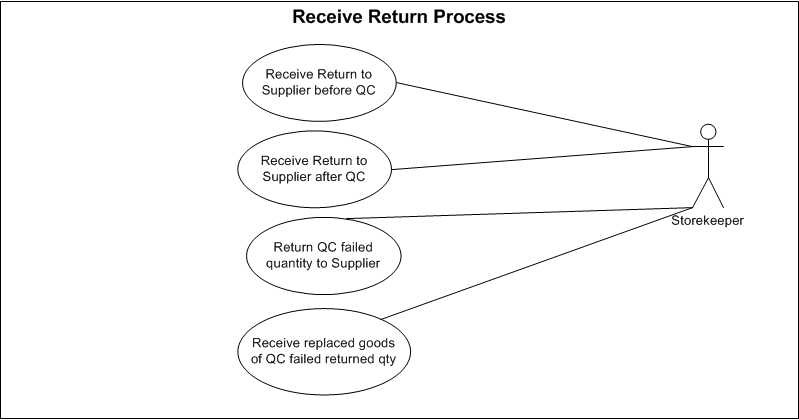 Receive Return Process
Receive Return to
Supplier before QC
Receive Return to
Supplier after QC
Storekeeper
Return QC failed
quantity to Supplier
Receive replaced goods
of QC failed returned qty